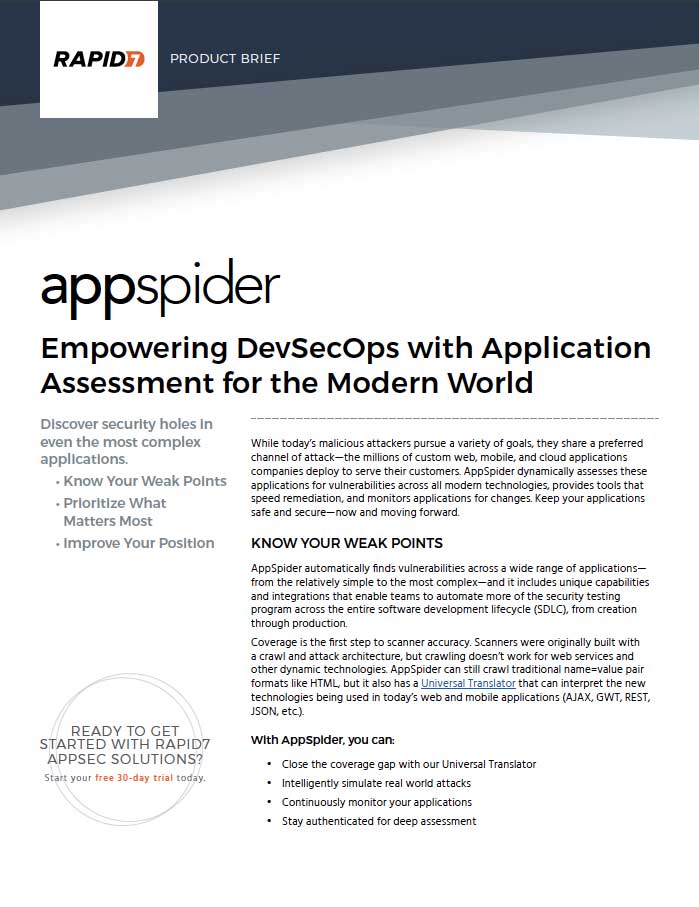 RAPID7
PRODUCT BRIEF
appspider
Empowering DevSecOps with Application
Assessment for the Modern World
Discover security holes in
even the most complex
applications.
• Know Your Weak Points
• Prioritize What
Matters Most
• Improve Your Position
READY TO GET
STARTED WITH RAPID7
APPSEC SOLUTIONS?
Start your free 30-day trial today.
While today’s malicious attackers pursue a variety of goals, they share a preferred
channel of attack—the millions of custom web, mobile, and cloud applications
companies deploy to serve their customers. AppSpider dynamically assesses these
applications for vulnerabilities across all modern technologies, provides tools that
speed remediation, and monitors applications for changes. Keep your applications
safe and secure—now and moving forward.
KNOW YOUR WEAK POINTS
AppSpider automatically finds vulnerabilities across a wide range of applications—
from the relatively simple to the most complex—and it includes unique capabilities
and integrations that enable teams to automate more of the security testing
program across the entire software development lifecycle (SDLC), from creation
through production.
Coverage is the first step to scanner accuracy. Scanners were originally built with
a crawl and attack architecture, but crawling doesn’t work for web services and
other dynamic technologies. AppSpider can still crawl traditional name=value pair
formats like HTML, but it also has a Universal Translator that can interpret the new
technologies being used in today’s web and mobile applications (AJAX, GWT, REST,
JSON, etc.).
With AppSpider, you can:
• Close the coverage gap with our Universal Translator
• Intelligently simulate real world attacks
• Continuously monitor your applications
• Stay authenticated for deep assessment